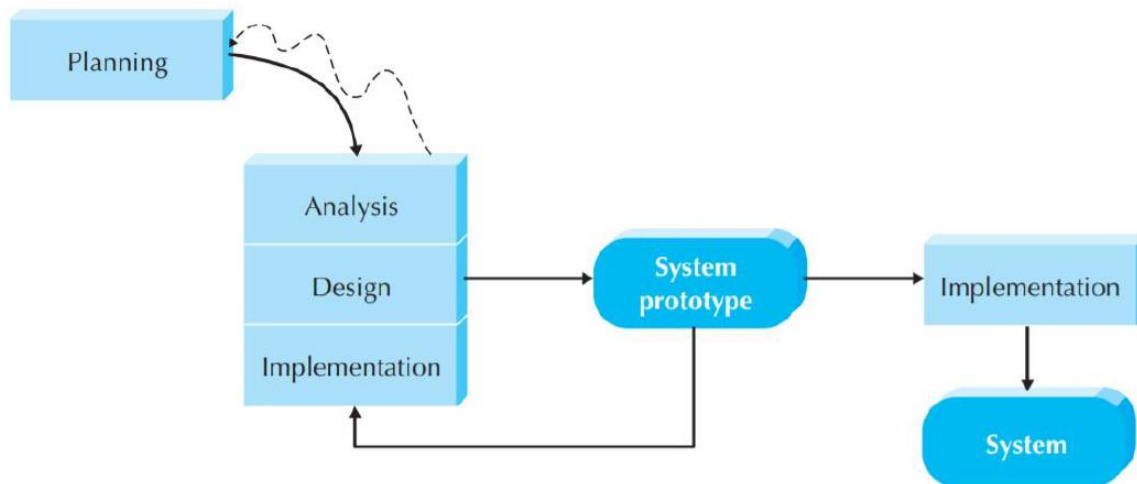 Planning
Analysis
Design
Implementation
System
prototype
Implementation
System